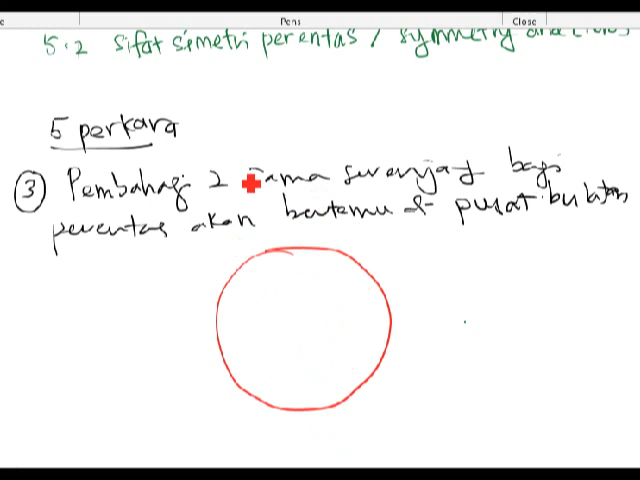 Pens Close
5.2 Sifat simetri perentas / symmetry
5 perkara
③ Pembahagi 2 sama serenjang bagi
perentas akan bertemu di pusat bulatan